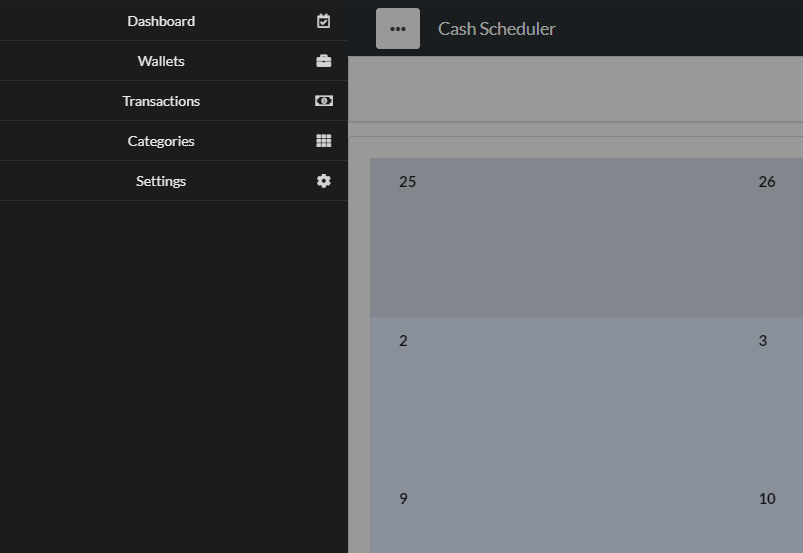 Dashboard
Wallets
Transactions
Categories
Settings
Cash Scheduler
25 26
2 3
9 10